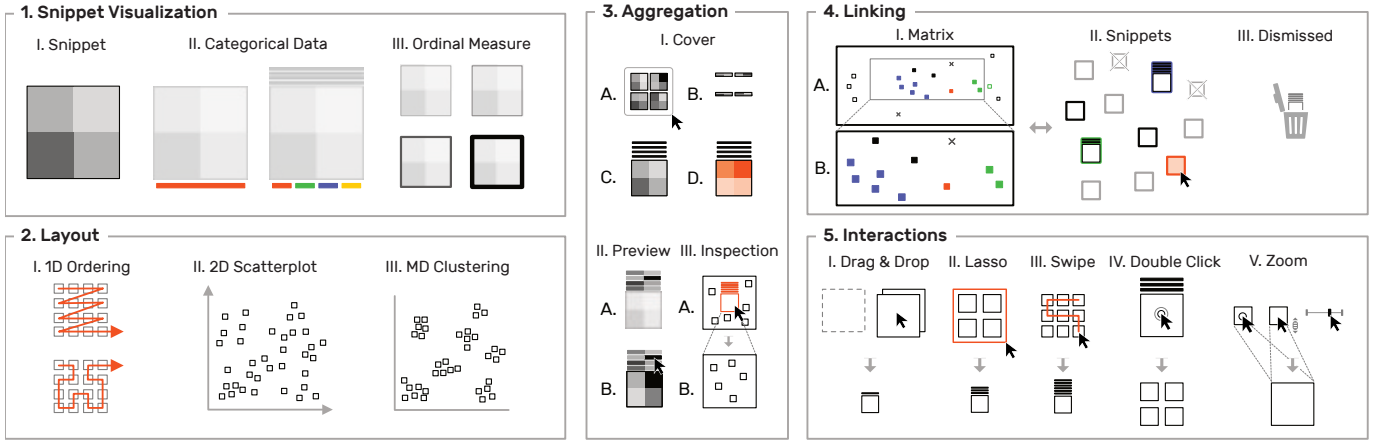 1. Snippet Visualization
I. Snippet
II. Categorical Data
III. Ordinal Measure
2. Layout
I. 1D Ordering
II. 2D Scatterplot
III. MD Clustering
3. Aggregation
I. Cover
A.
B.
C.
D.
II. Preview
III. Inspection
A.
A.
B.
B.
4. Linking
I. Matrix
II. Snippets
III. Dismissed
A.
B.
5. Interactions
I. Drag & Drop
II. Lasso
III. Swipe
IV. Double Click
V. Zoom